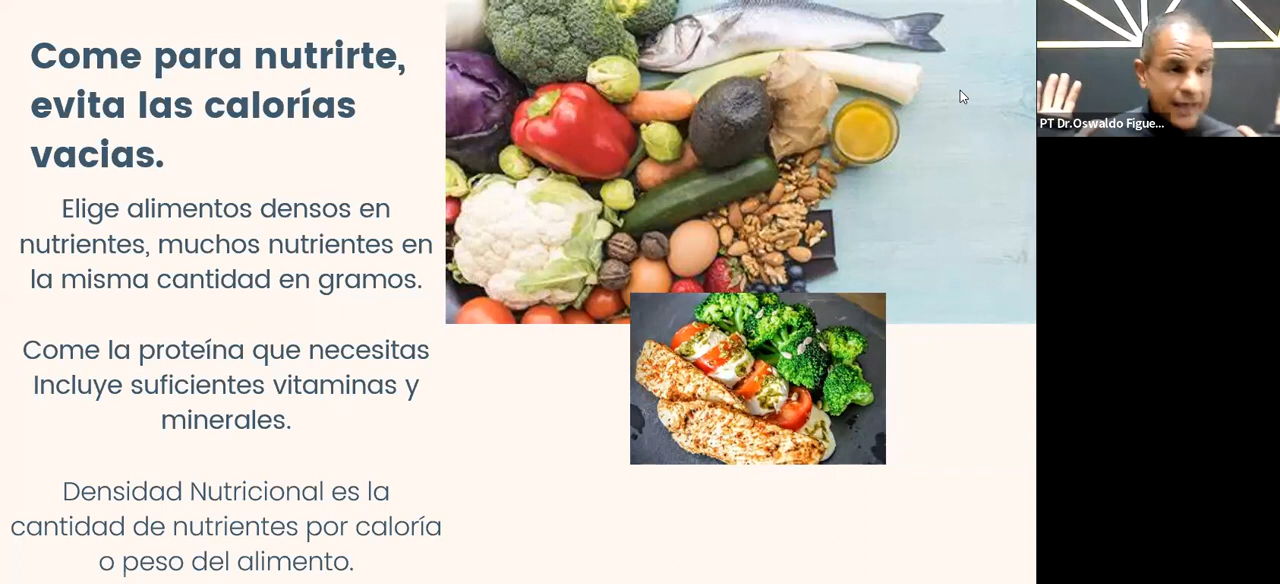 Come para nutrirte,
evita las calorías
vacias.
Elige alimentos densos en
nutrientes, muchos nutrientes en
la misma cantidad en gramos.
Come la proteína que necesitas
Incluye suficientes vitaminas y
minerales.
Densidad Nutricional es la
cantidad de nutrientes por caloría
o peso del alimento.
PT Dr.Oswaldo Figue...